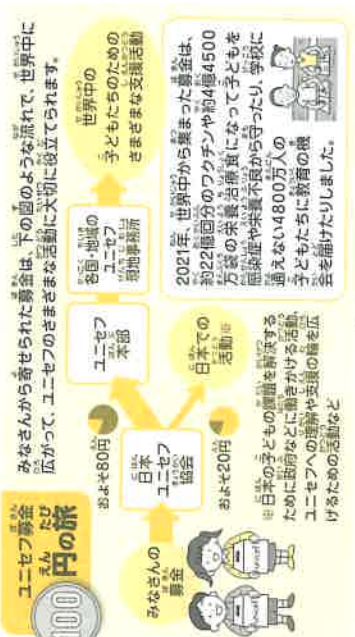 ユニセフ募金
100円の旅
みなさんから寄せられた募金は、下の図のような流れで、世界中に
広がって、ユニセフのさまざまな活動に大切に役立てられます。
みなさんの
募金
日本
ユニセフ
協会
およそ80円
ユニセフ
本部
各国・地域の
ユニセフ
現地事務所
世界中の
子どもたちのための
さまざまな支援活動
およそ20円
日本での
活動※
※日本の子どもの課題を解決する
ために政府などに働きかける活動、
ユニセフへの理解や支援の輪を広
げるための活動など
2021年、世界中から集まった募金は、
約22億回分のワクチンや約4億4500
万袋の栄養治療食になって子どもを
感染症や栄養不良から守ったり、学校に
通えない4800万人の
子どもたちに教育の機
会を届けたりしました。
unicef
unicef